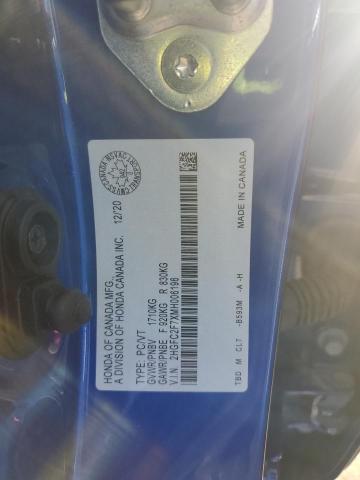 HONDA OF CANADA MFG.
A DIVISION OF HONDA CANADA INC. 12/20
TYPE: PC/VT
GVWR/PNBV 1710KG
GAWR/PNBE F 920KG R 830KG
V.I.N. 2HGFC2F7XMH006196
TBD M CLT -B593M -A -H
MADE IN CANADA